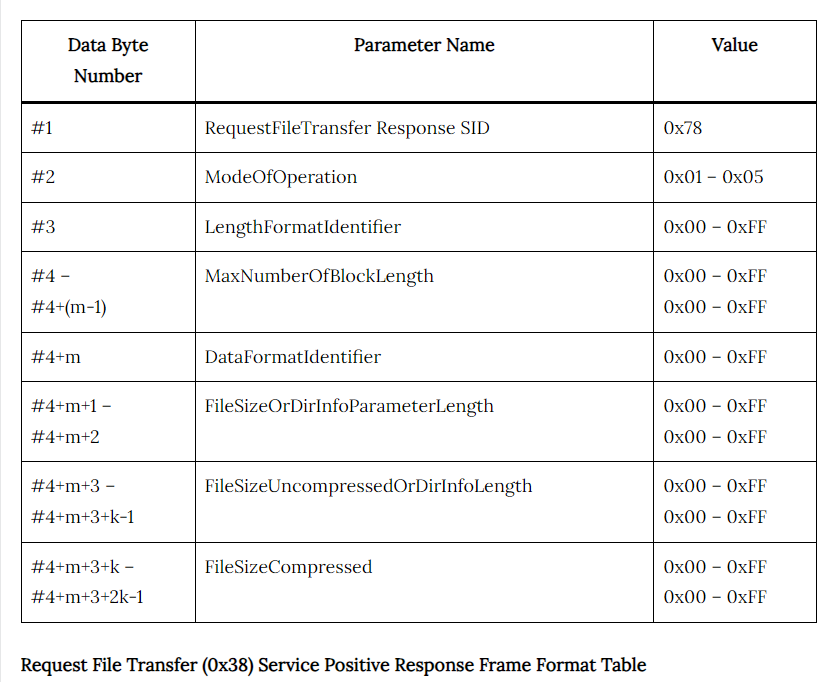 Data Byte Number Parameter Name Value
#1 RequestFileTransfer Response SID 0x78
#2 ModeOfOperation 0x01 – 0x05
#3 LengthFormatIdentifier 0x00 – 0xFF
#4 – MaxNumberOfBlockLength 0x00 – 0xFF
#4+(m-1) 0x00 – 0xFF
#4+m DataFormatIdentifier 0x00 – 0xFF
#4+m+1 – FileSizeOrDirInfoParameterLength 0x00 – 0xFF
#4+m+2 0x00 – 0xFF
#4+m+3 – FileSizeUncompressedOrDirInfoLength 0x00 – 0xFF
#4+m+3+k-1 0x00 – 0xFF
#4+m+3+k – FileSizeCompressed 0x00 – 0xFF
#4+m+3+2k-1 0x00 – 0xFF
Request File Transfer (0x38) Service Positive Response Frame Format Table